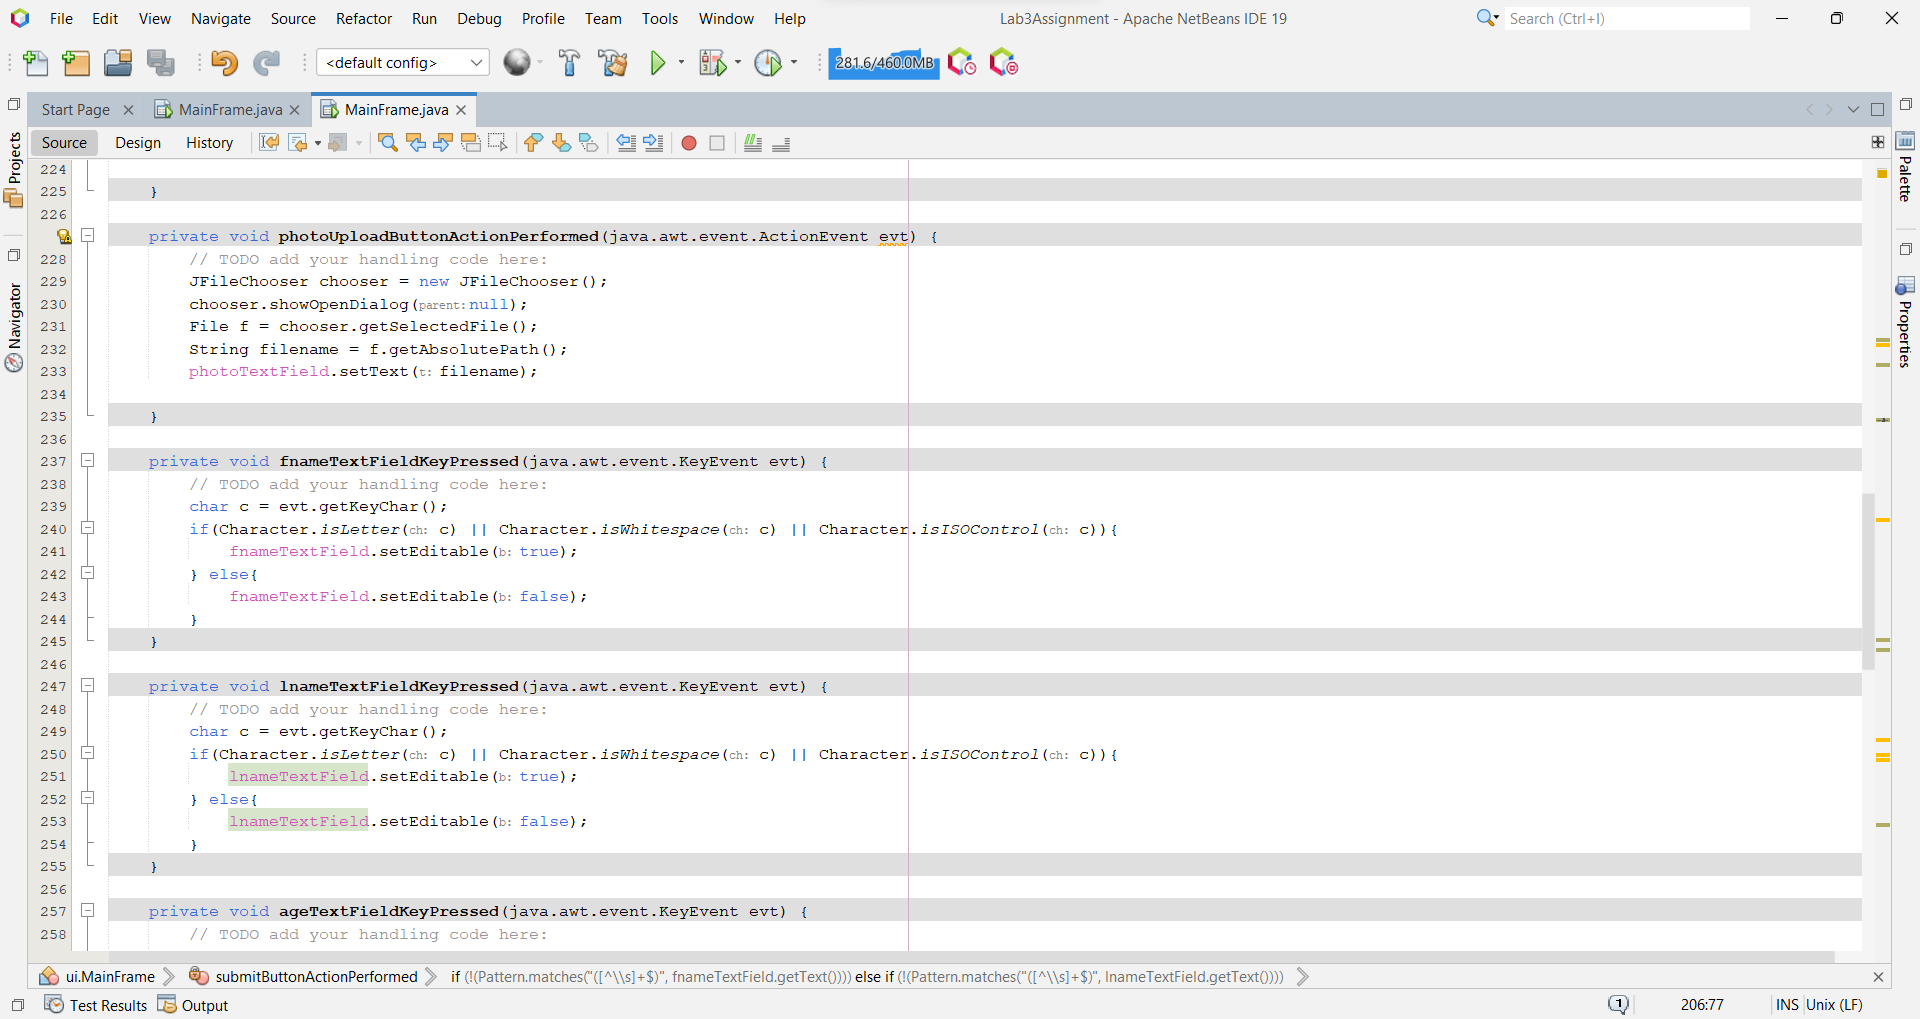 File Edit View Navigate Source Refactor Run Debug Profile Team Tools Window Help Lab3Assignment - Apache NetBeans IDE 19 Search (Ctrl+I)
<default config> 281.6/460.0MB
Start Page MainFrame.java MainFrame.java
Source Design History
Projects
Navigator
Palette
Properties
224
225 }
226
private void photoUploadButtonActionPerformed(java.awt.event.ActionEvent evt) {
228 // TODO add your handling code here:
229 JFileChooser chooser = new JFileChooser();
230 chooser.showOpenDialog(parent: null);
231 File f = chooser.getSelectedFile();
232 String filename = f.getAbsolutePath();
233 photoTextField.setText(t: filename);
234
235 }
236
237 private void fnameTextFieldKeyPressed(java.awt.event.KeyEvent evt) {
238 // TODO add your handling code here:
239 char c = evt.getKeyChar();
240 if(Character.isLetter(ch: c) || Character.isWhitespace(ch: c) || Character.isISOControl(ch: c)){
241 fnameTextField.setEditable(b: true);
242 } else{
243 fnameTextField.setEditable(b: false);
244 }
245 }
246
247 private void lnameTextFieldKeyPressed(java.awt.event.KeyEvent evt) {
248 // TODO add your handling code here:
249 char c = evt.getKeyChar();
250 if(Character.isLetter(ch: c) || Character.isWhitespace(ch: c) || Character.isISOControl(ch: c)){
251 lnameTextField.setEditable(b: true);
252 } else{
253 lnameTextField.setEditable(b: false);
254 }
255 }
256
257 private void ageTextFieldKeyPressed(java.awt.event.KeyEvent evt) {
258 // TODO add your handling code here:
ui.MainFrame submitButtonActionPerformed if (!(Pattern.matches("([^\\s]+$)", fnameTextField.getText()))) else if (!(Pattern.matches("([^\\s]+$)", lnameTextField.getText())))
Test Results Output 1 206:77 INS Unix (LF)